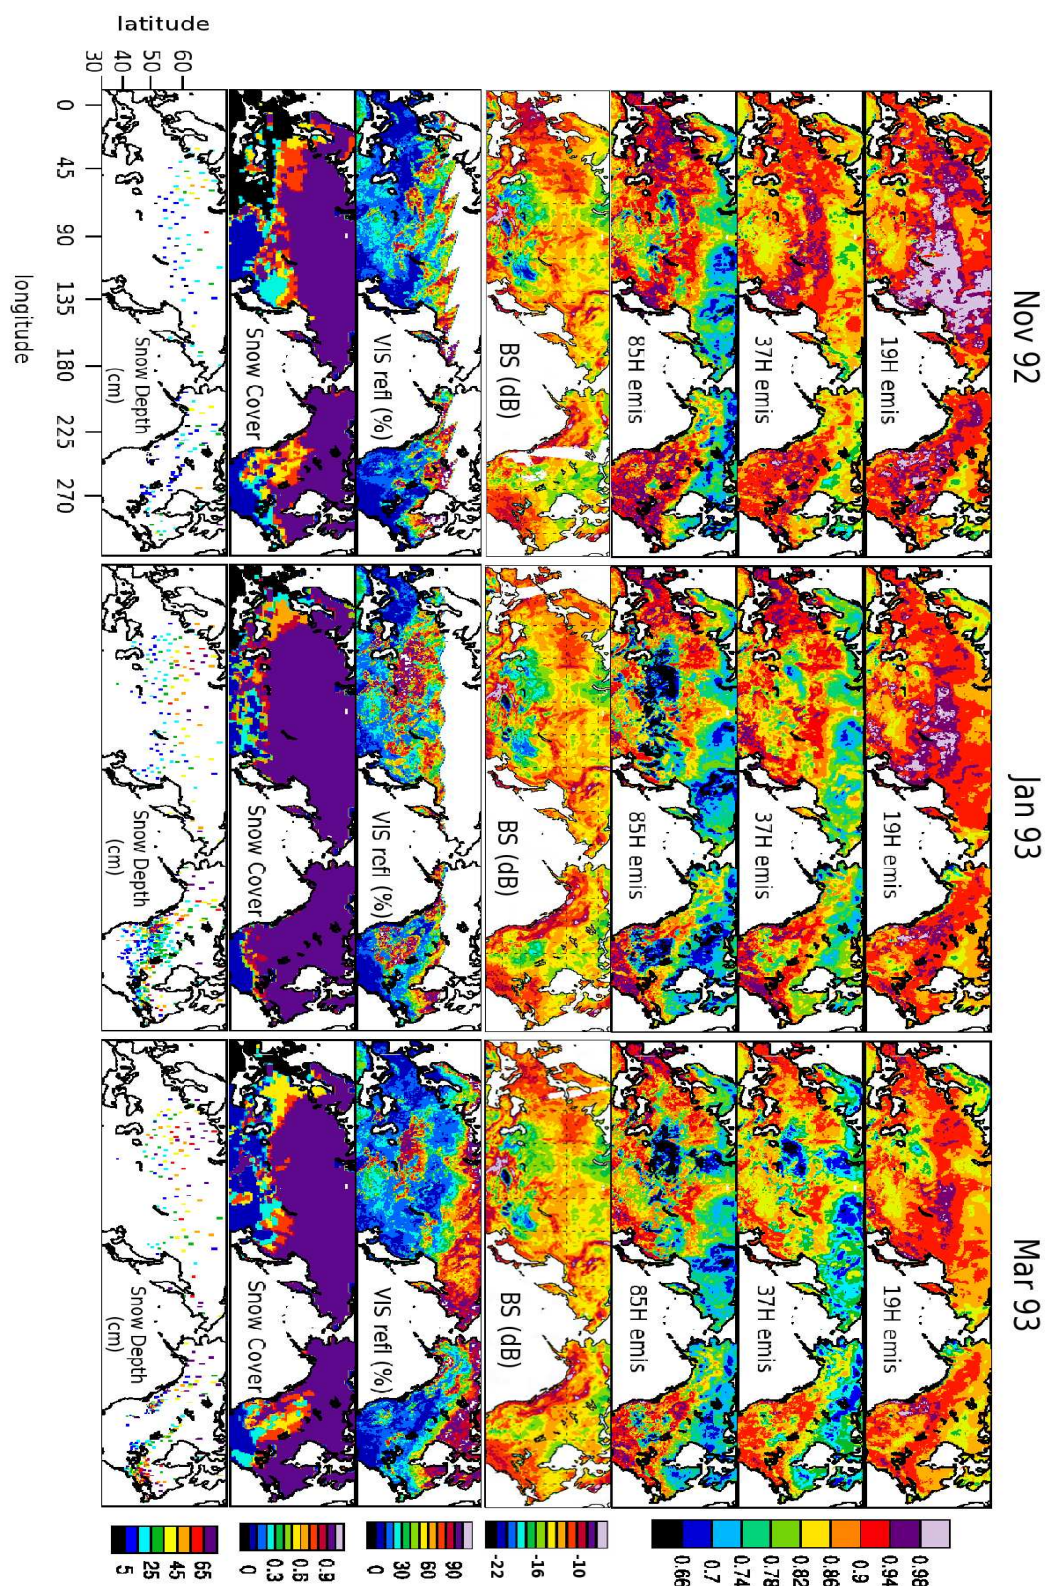 Nov 92
Jan 93
Mar 93
19H emis
19H emis
19H emis
37H emis
37H emis
37H emis
85H emis
85H emis
85H emis
BS (dB)
BS (dB)
BS (dB)
VIS refl (%)
VIS refl (%)
VIS refl (%)
Snow Cover
Snow Cover
Snow Cover
Snow Depth
(cm)
Snow Depth
(cm)
Snow Depth
(cm)
latitude
30 40 50 60
0 45 90 135 180 225 270
longitude
0.66 0.7 0.74 0.78 0.82 0.86 0.9 0.94 0.98
-22 -16 -10
0 30 60 90
0 0.3 0.6 0.9
5 25 45 65